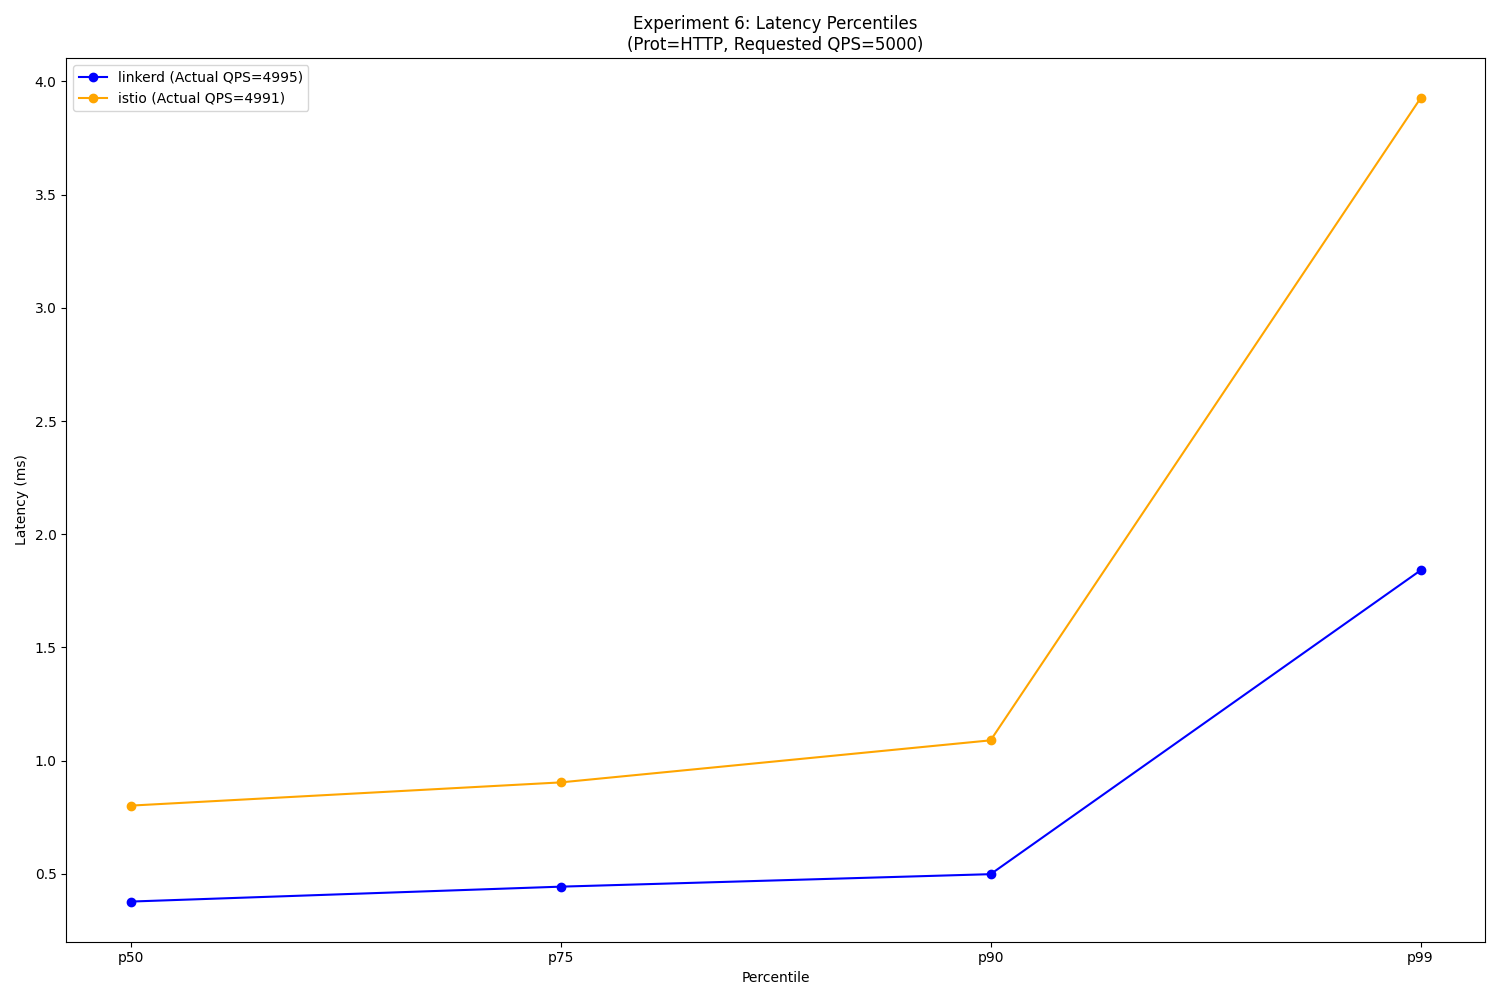 Experiment 6: Latency Percentiles
(Prot=HTTP, Requested QPS=5000)
linkerd (Actual QPS=4995)
istio (Actual QPS=4991)
4.0
3.5
3.0
2.5
2.0
1.5
1.0
0.5
Latency (ms)
p50
p75
p90
p99
Percentile